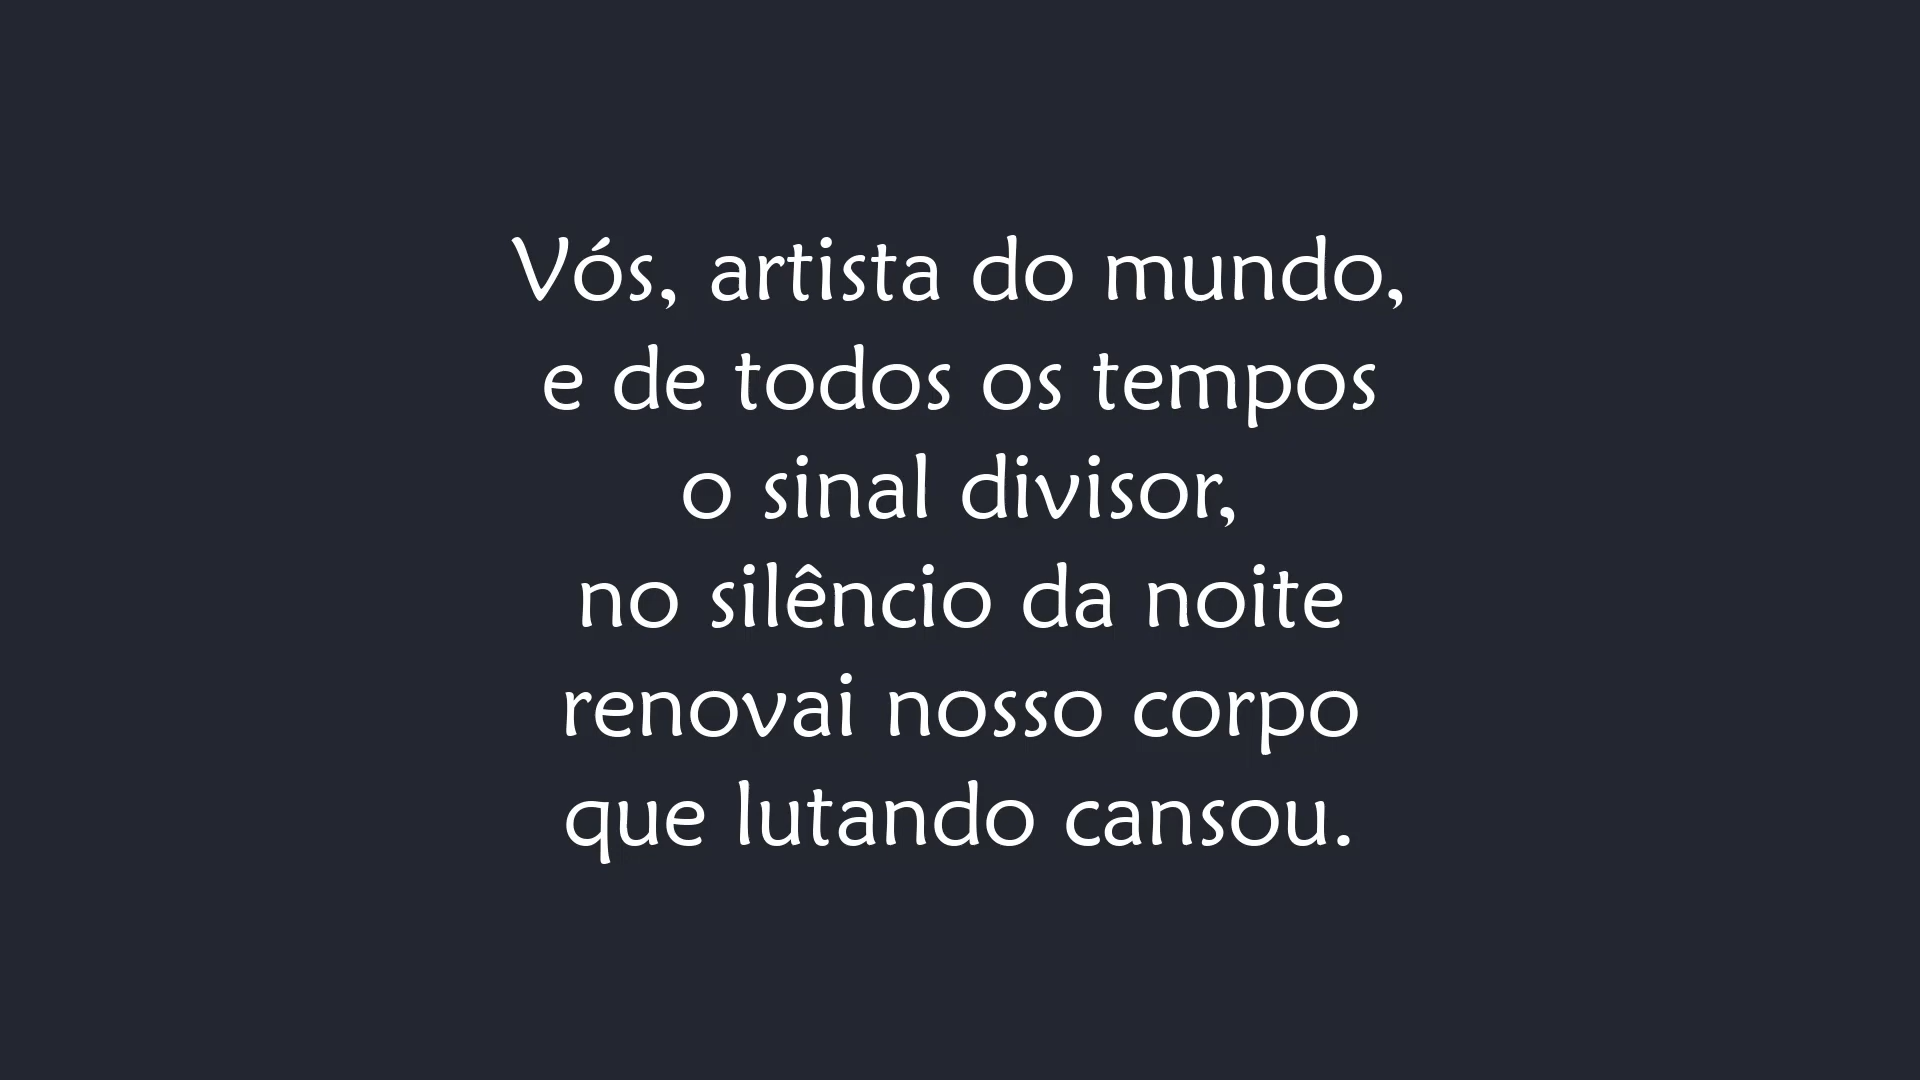 Vós, artista do mundo,
e de todos os tempos
o sinal divisor,
no silêncio da noite
renovai nosso corpo
que lutando cansou.